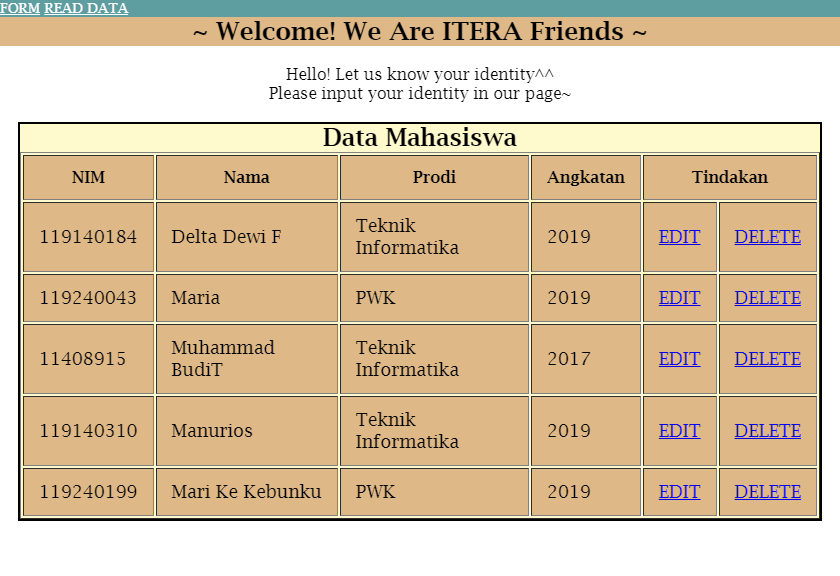 FORM READ DATA
~ Welcome! We Are ITERA Friends ~
Hello! Let us know your identity^^
Please input your identity in our page~
Data Mahasiswa
NIM Nama Prodi Angkatan Tindakan
119140184 Delta Dewi F Teknik Informatika 2019 EDIT DELETE
119240043 Maria PWK 2019 EDIT DELETE
11408915 Muhammad BudiT Teknik Informatika 2017 EDIT DELETE
119140310 Manurios Teknik Informatika 2019 EDIT DELETE
119240199 Mari Ke Kebunku PWK 2019 EDIT DELETE